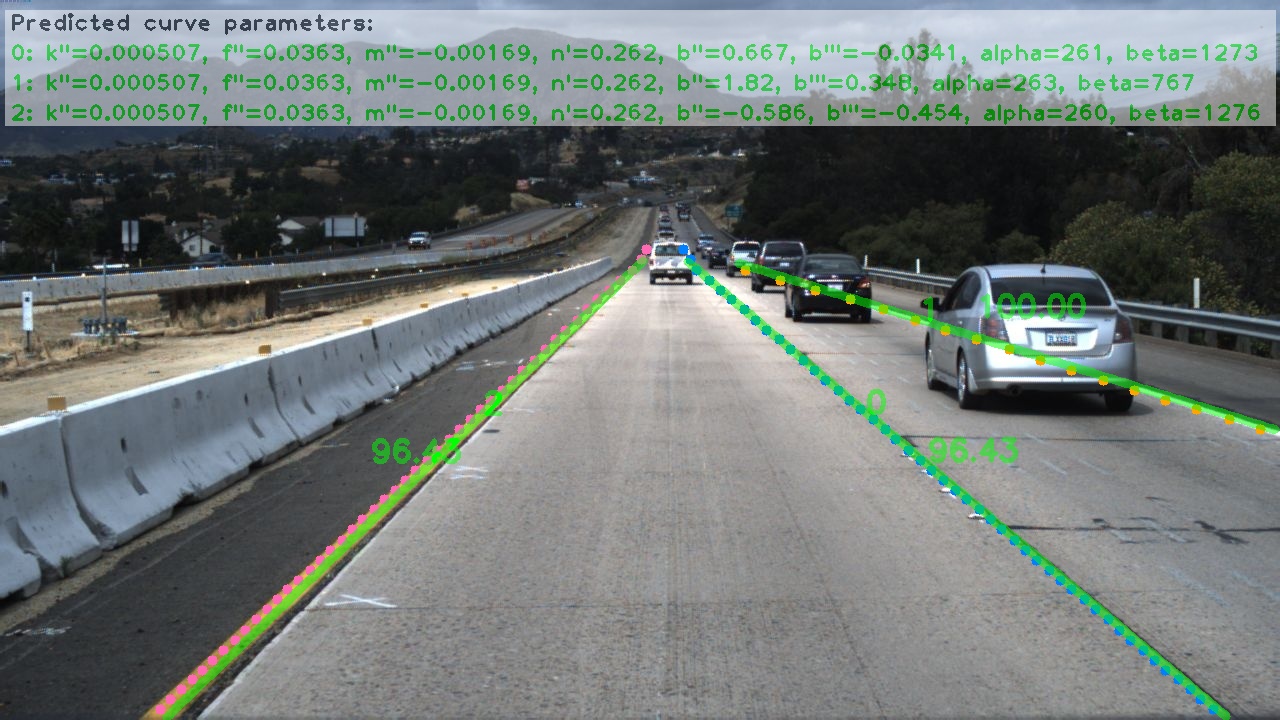 Predicted curve parameters:
0: k''=0.000507, f''=0.0363, m''=-0.00169, n'=0.262, b''=0.667, b'''=-0.0341, alpha=261, beta=1273
1: k''=0.000507, f''=0.0363, m''=-0.00169, n'=0.262, b''=1.82, b'''=0.348, alpha=263, beta=767
2: k''=0.000507, f''=0.0363, m''=-0.00169, n'=0.262, b''=-0.586, b'''=-0.454, alpha=260, beta=1276
1 100.00
0
96.43